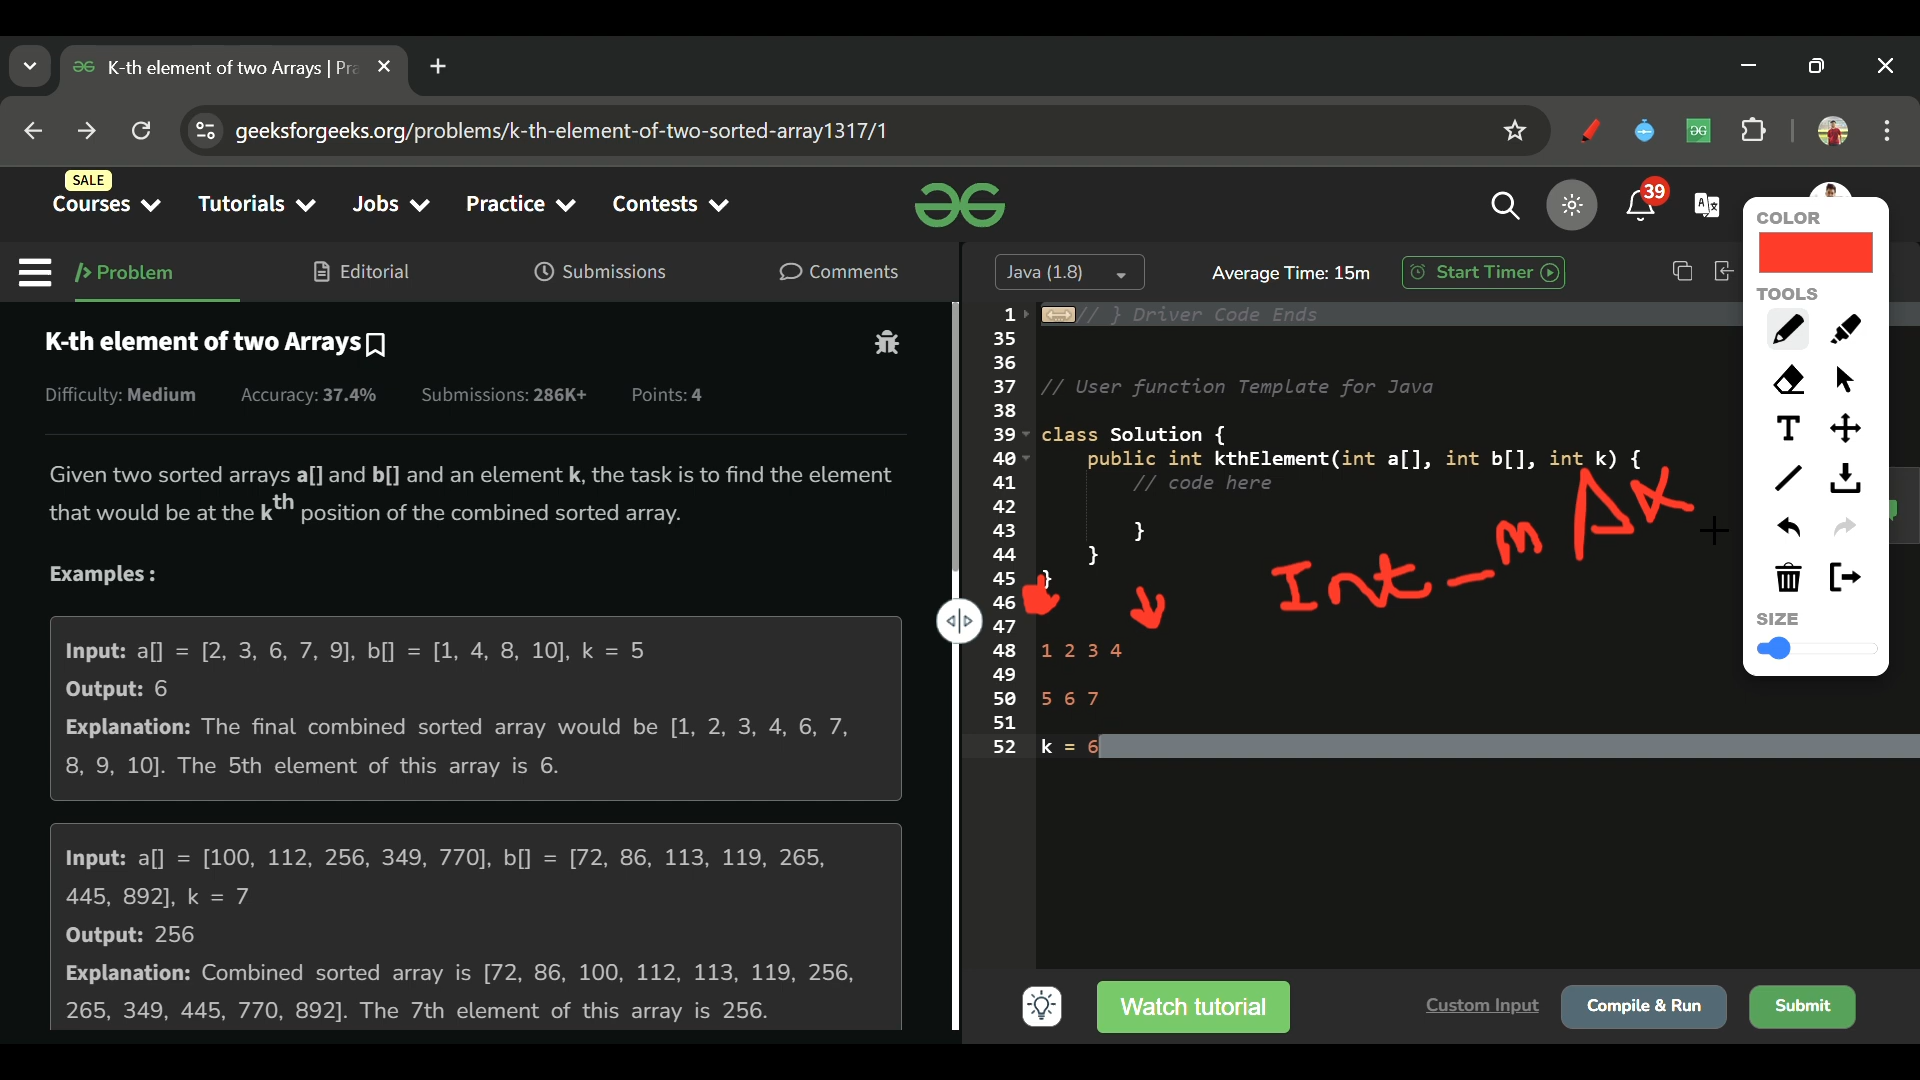 K-th element of two Arrays | Pra
geeksforgeeks.org/problems/k-th-element-of-two-sorted-array1317/1
SALE
Courses Tutorials Jobs Practice Contests
39
Problem Editorial Submissions Comments
K-th element of two Arrays
Difficulty: Medium Accuracy: 37.4% Submissions: 286K+ Points: 4
Given two sorted arrays a[] and b[] and an element k, the task is to find the element
that would be at the kth position of the combined sorted array.
Examples :
Input: a[] = [2, 3, 6, 7, 9], b[] = [1, 4, 8, 10], k = 5
Output: 6
Explanation: The final combined sorted array would be [1, 2, 3, 4, 6, 7,
8, 9, 10]. The 5th element of this array is 6.
Input: a[] = [100, 112, 256, 349, 770], b[] = [72, 86, 113, 119, 265,
445, 892], k = 7
Output: 256
Explanation: Combined sorted array is [72, 86, 100, 112, 113, 119, 256,
265, 349, 445, 770, 892]. The 7th element of this array is 256.
Java (1.8) Average Time: 15m Start Timer
1 // } Driver Code Ends
35
36
37 // User function Template for Java
38
39 class Solution {
40 public int kthElement(int a[], int b[], int k) {
41 // code here
42
43 }
44 }
45 }
46
47
48 1 2 3 4
49
50 5 6 7
51
52 k = 6
Int_m
COLOR
TOOLS
T
SIZE
Watch tutorial Custom Input Compile & Run Submit